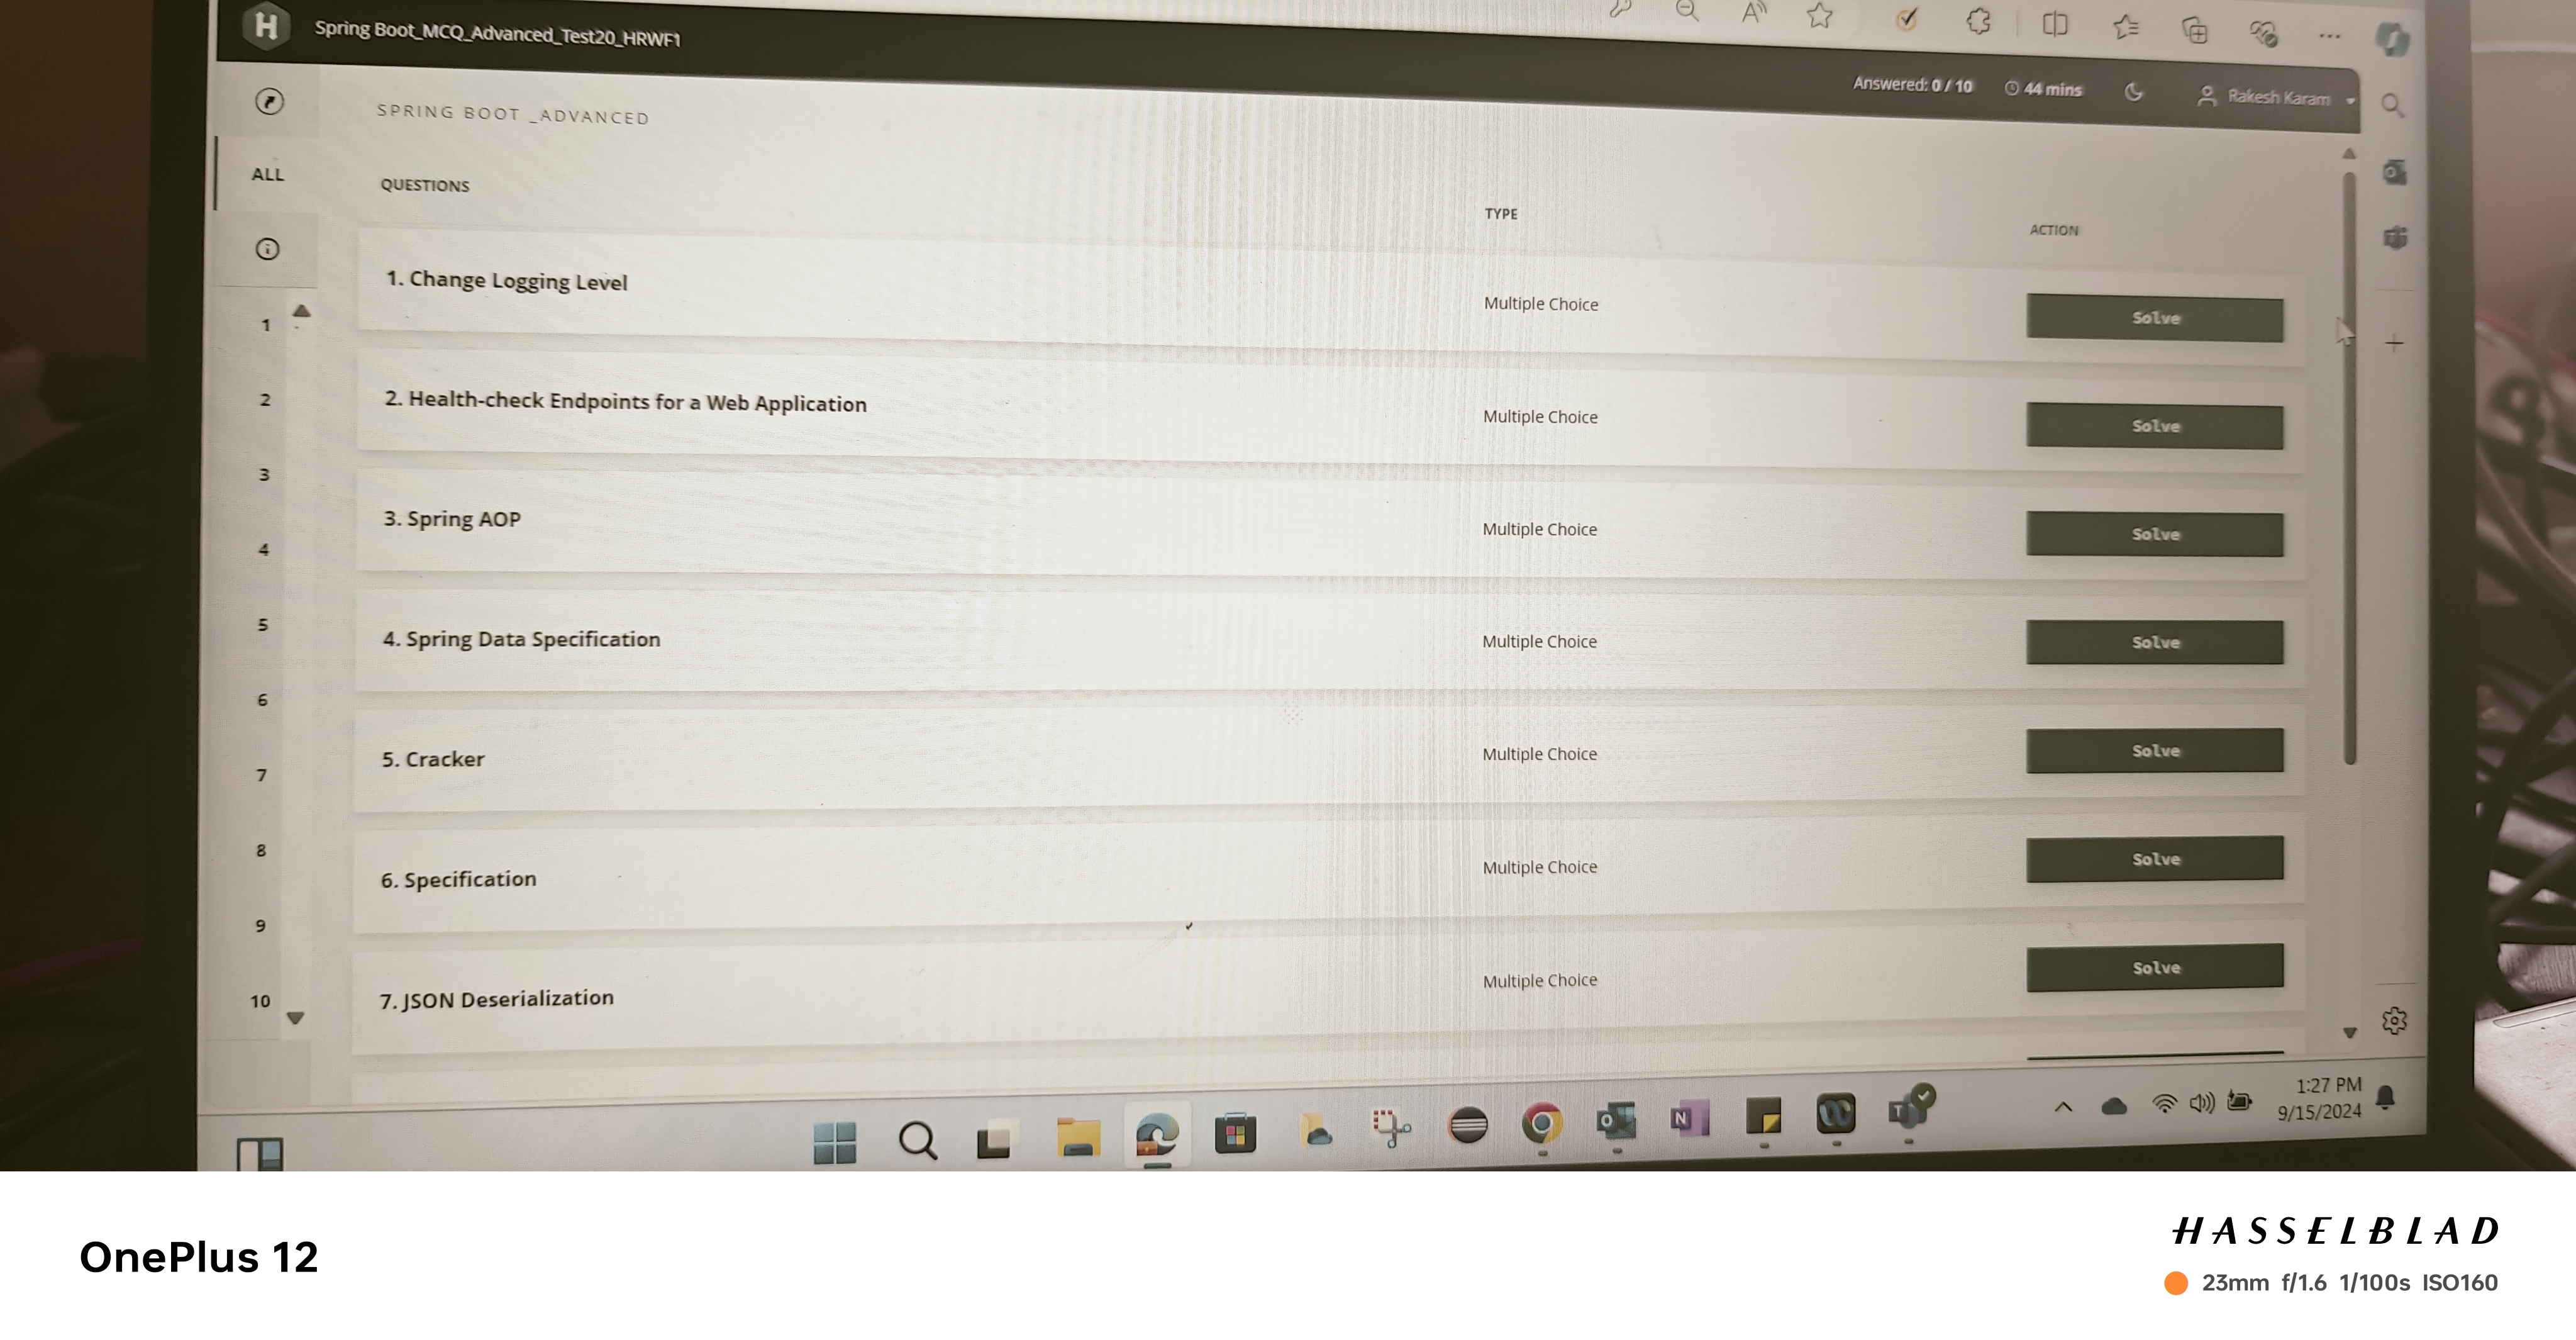 Spring Boot_MCQ_Advanced_Test20_HRWF1
Answered: 0 / 10
44 mins
Rakesh Karam
SPRING BOOT _ADVANCED
ALL
QUESTIONS
TYPE
ACTION
1. Change Logging Level
Multiple Choice
Solve
2. Health-check Endpoints for a Web Application
Multiple Choice
Solve
3. Spring AOP
Multiple Choice
Solve
4. Spring Data Specification
Multiple Choice
Solve
5. Cracker
Multiple Choice
Solve
6. Specification
Multiple Choice
Solve
7. JSON Deserialization
Multiple Choice
Solve
1
2
3
4
5
6
7
8
9
10
1:27 PM
9/15/2024
OnePlus 12
HASSELBLAD
23mm f/1.6 1/100s ISO160